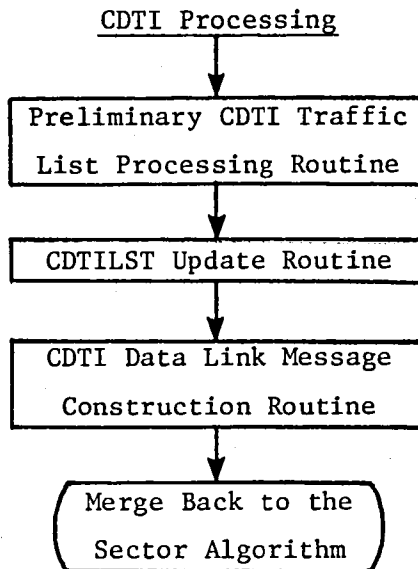 CDTI Processing
Preliminary CDTI Traffic
List Processing Routine
CDTILST Update Routine
CDTI Data Link Message
Construction Routine
Merge Back to the
Sector Algorithm